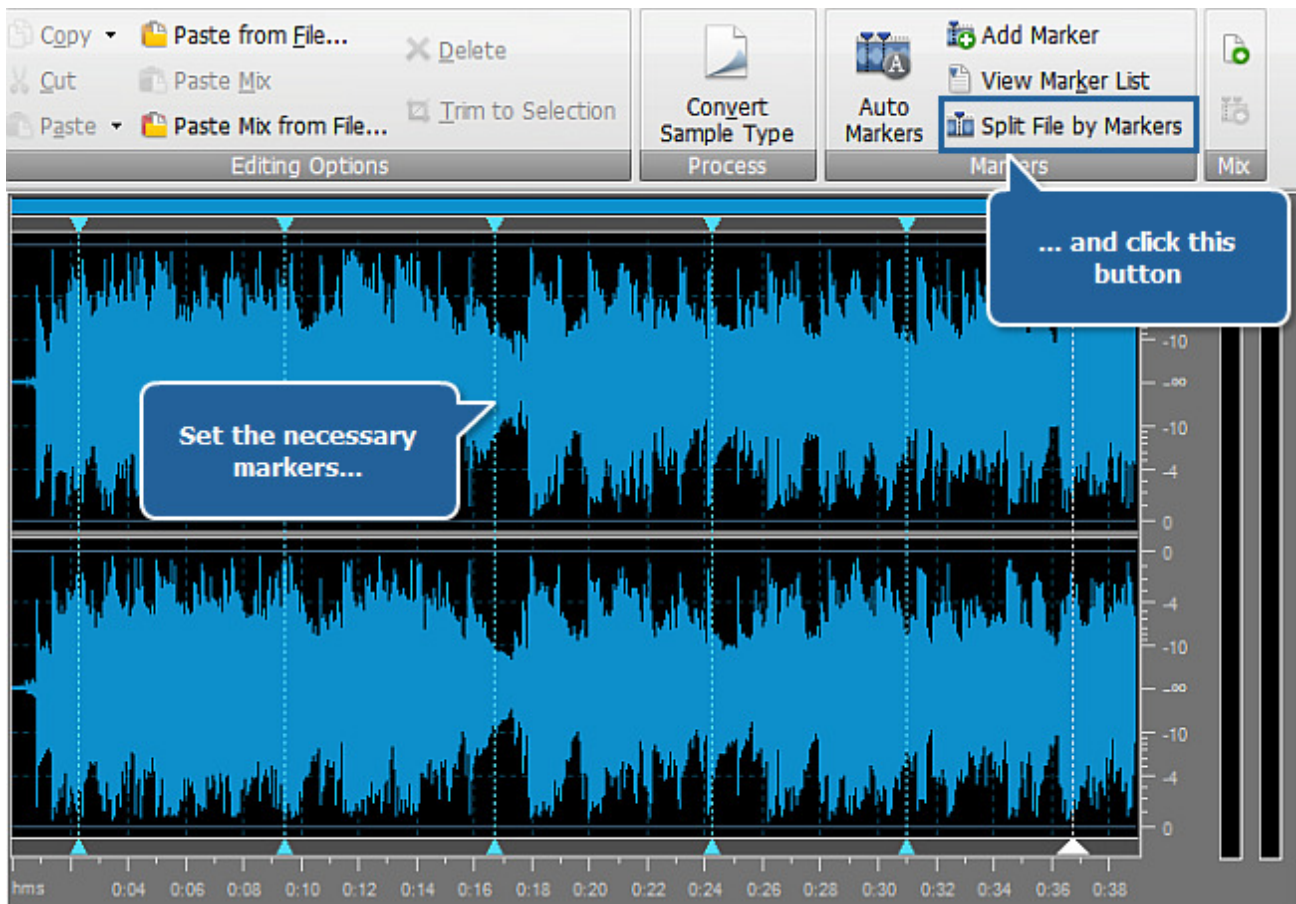 Copy
Paste from File...
Delete
Cut
Paste Mix
Paste
Paste Mix from File...
Trim to Selection
Editing Options
Convert
Sample Type
Process
Auto
Markers
Add Marker
View Marker List
Split File by Markers
Markers
Mix
... and click this
button
Set the necessary
markers...
-10
-∞
-10
-4
0
0
-4
-10
-∞
-10
-4
0
hms 0:04 0:06 0:08 0:10 0:12 0:14 0:16 0:18 0:20 0:22 0:24 0:26 0:28 0:30 0:32 0:34 0:36 0:38